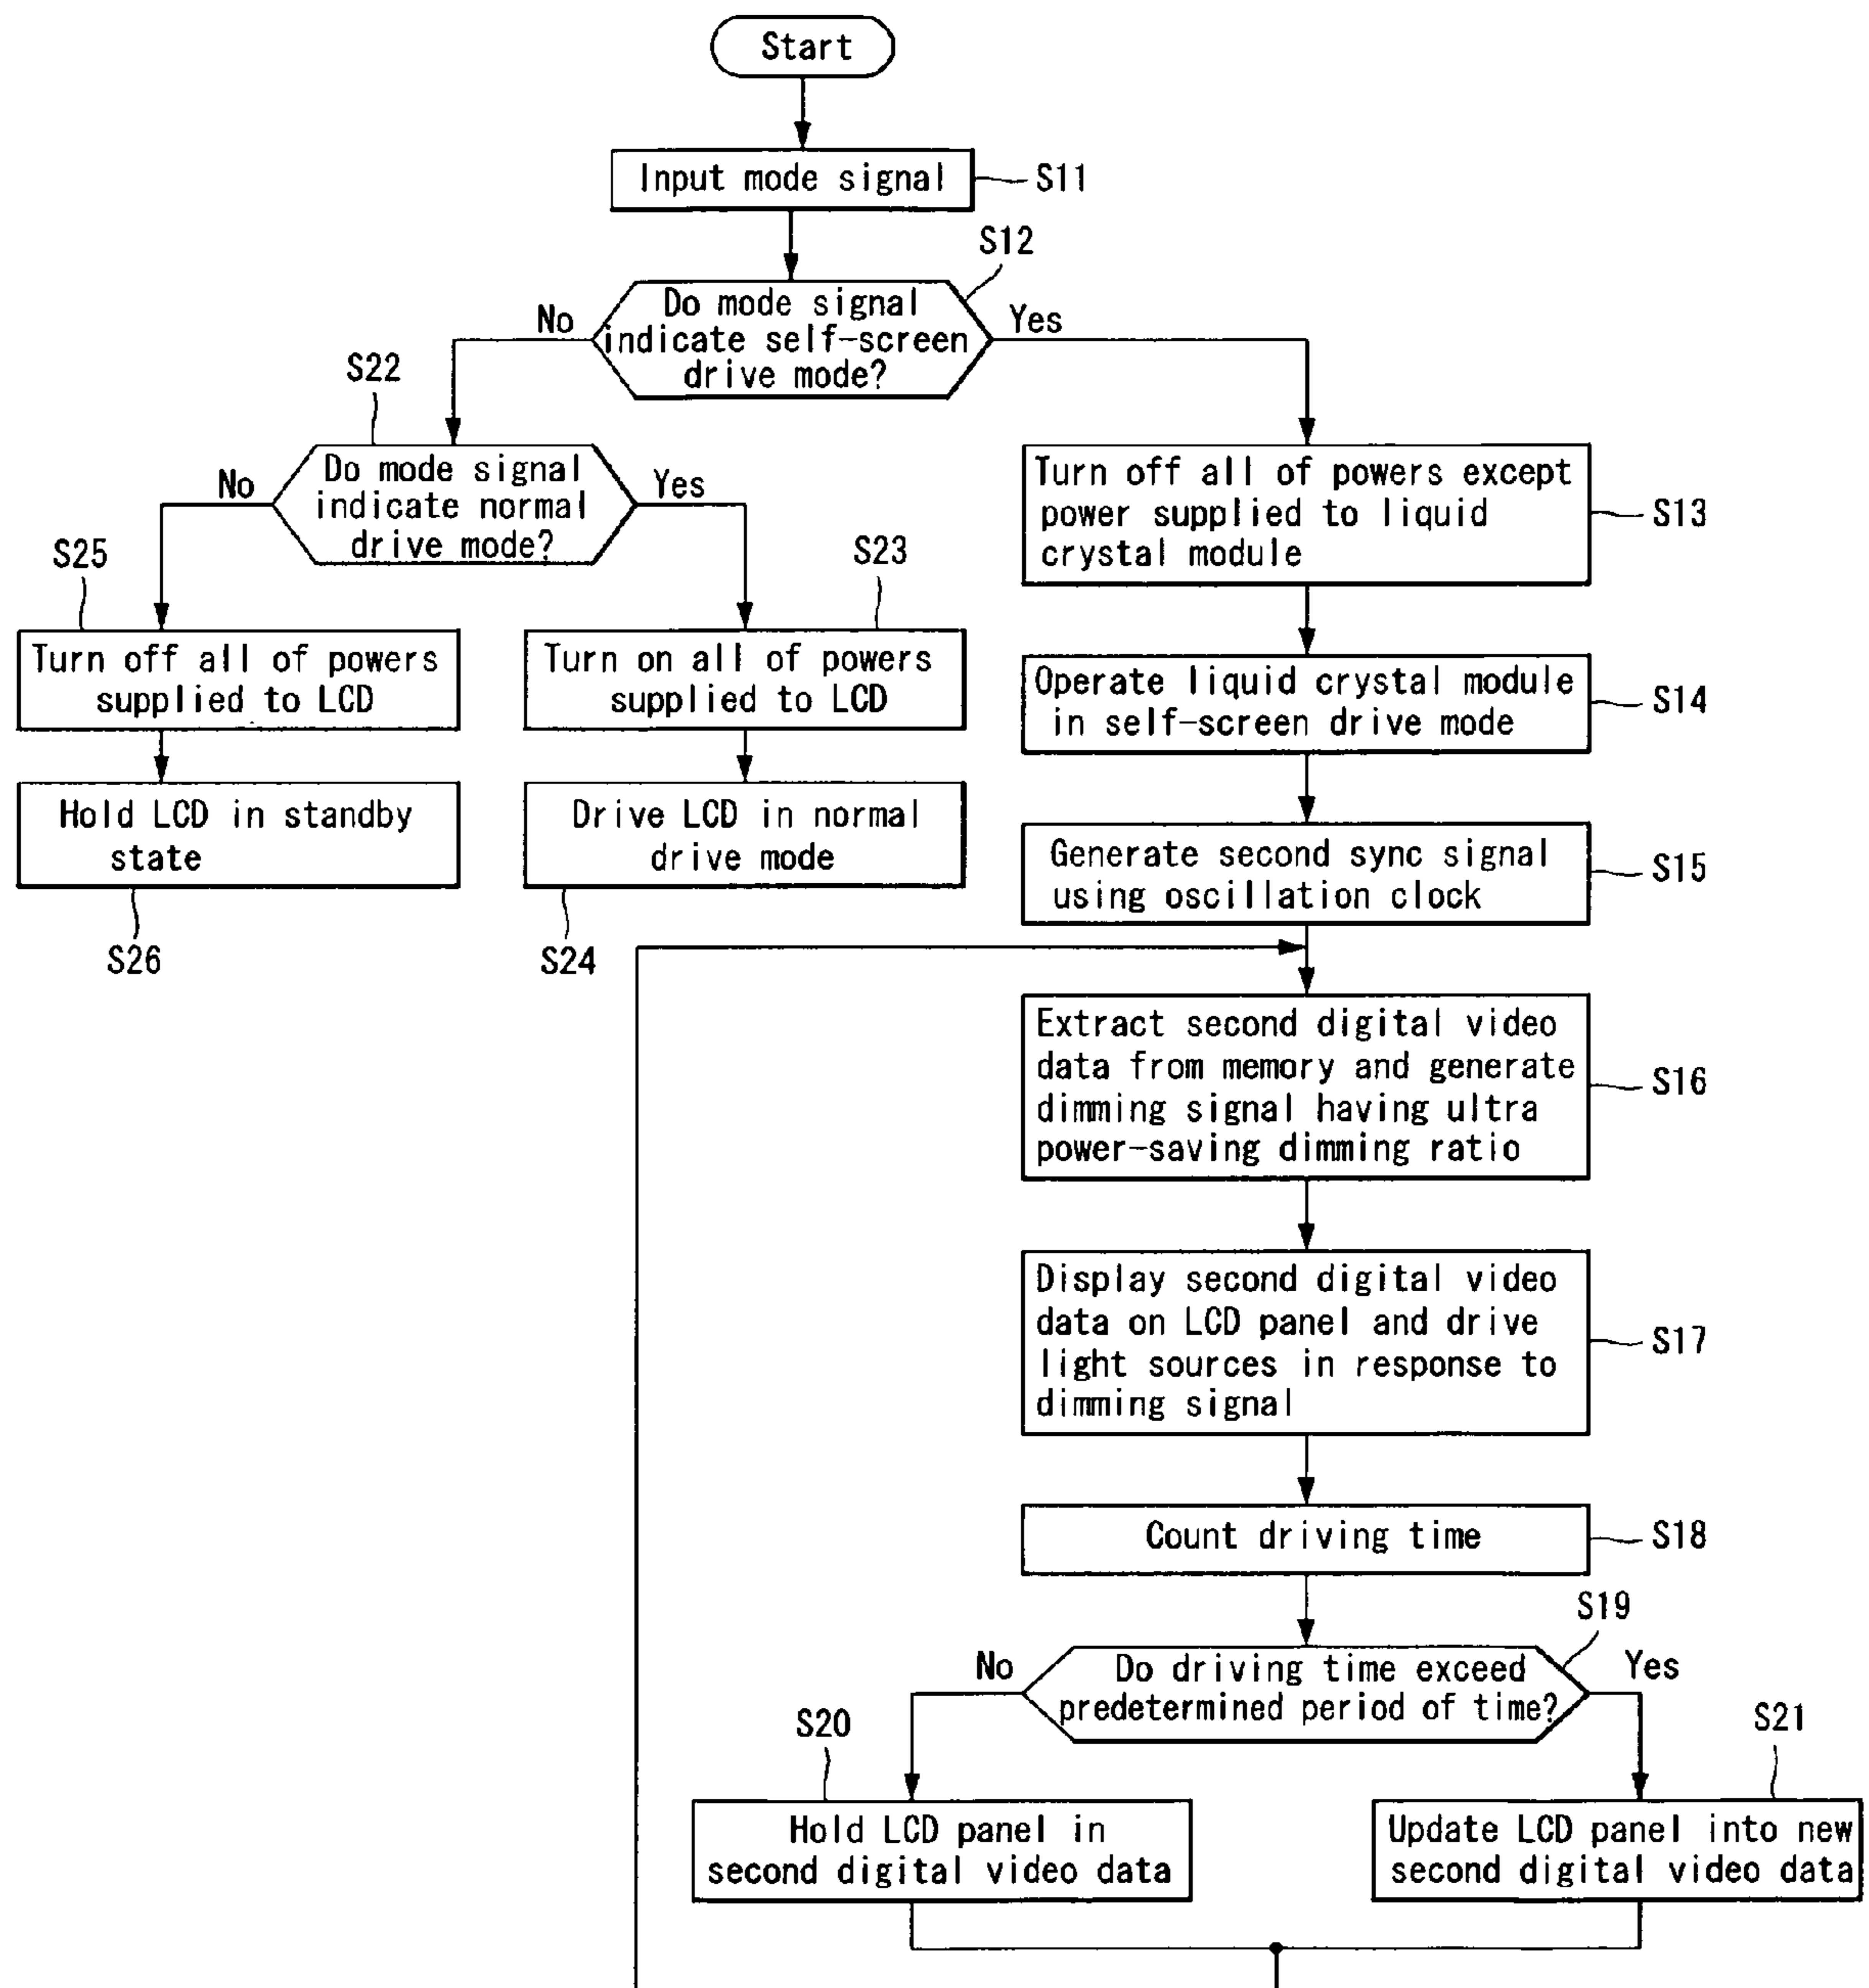 Start
Input mode signal
S11
S12
Do mode signal
indicate self-screen
drive mode?
No
Yes
S22
Do mode signal
indicate normal
drive mode?
No
Yes
S25
S23
Turn off all of powers
supplied to LCD
Turn on all of powers
supplied to LCD
Hold LCD in standby
state
Drive LCD in normal
drive mode
S26
S24
Turn off all of powers except
power supplied to liquid
crystal module
S13
Operate liquid crystal module
in self-screen drive mode
S14
Generate second sync signal
using oscillation clock
S15
Extract second digital video
data from memory and generate
dimming signal having ultra
power-saving dimming ratio
S16
Display second digital video
data on LCD panel and drive
light sources in response to
dimming signal
S17
Count driving time
S18
S19
Do driving time exceed
predetermined period of time?
No
Yes
S20
S21
Hold LCD panel in
second digital video data
Update LCD panel into new
second digital video data